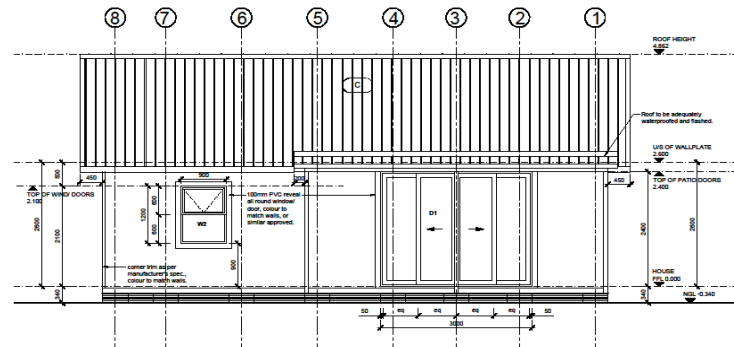 8 7 6 5 4 3 2 1
ROOF HEIGHT
4.862
C
Roof to be adequately
waterproofed and flashed.
U/S OF WALLPLATE
2.600
TOP OF PATIO DOORS
2.400
450
500
900
300
450
TOP OF WIND/ DOORS
2.100
600
1200
600
W2
100mm PVC reveal
all round window/
door, colour to
match walls, or
similar approved.
D1
2600
2100
2400
2600
900
corner trim as per
manufacturer's spec.,
colour to match walls.
HOUSE
FFL 0.000
340
340
NGL -0.340
50 eq eq eq eq 50
3000